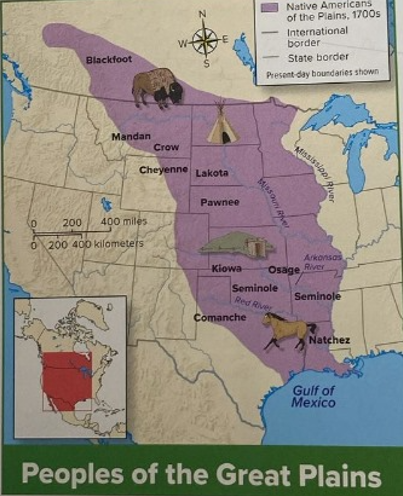 Native Americans
of the Plains, 1700s
International
border
State border
Present-day boundaries shown
N
W
E
S
Blackfoot
Mandan
Crow
Cheyenne
Lakota
Pawnee
Mississippi River
Missouri River
0 200 400 miles
0 200 400 kilometers
Arkansas
River
Kiowa
Osage
Seminole
Seminole
Red River
Comanche
Natchez
Gulf of
Mexico
Peoples of the Great Plains